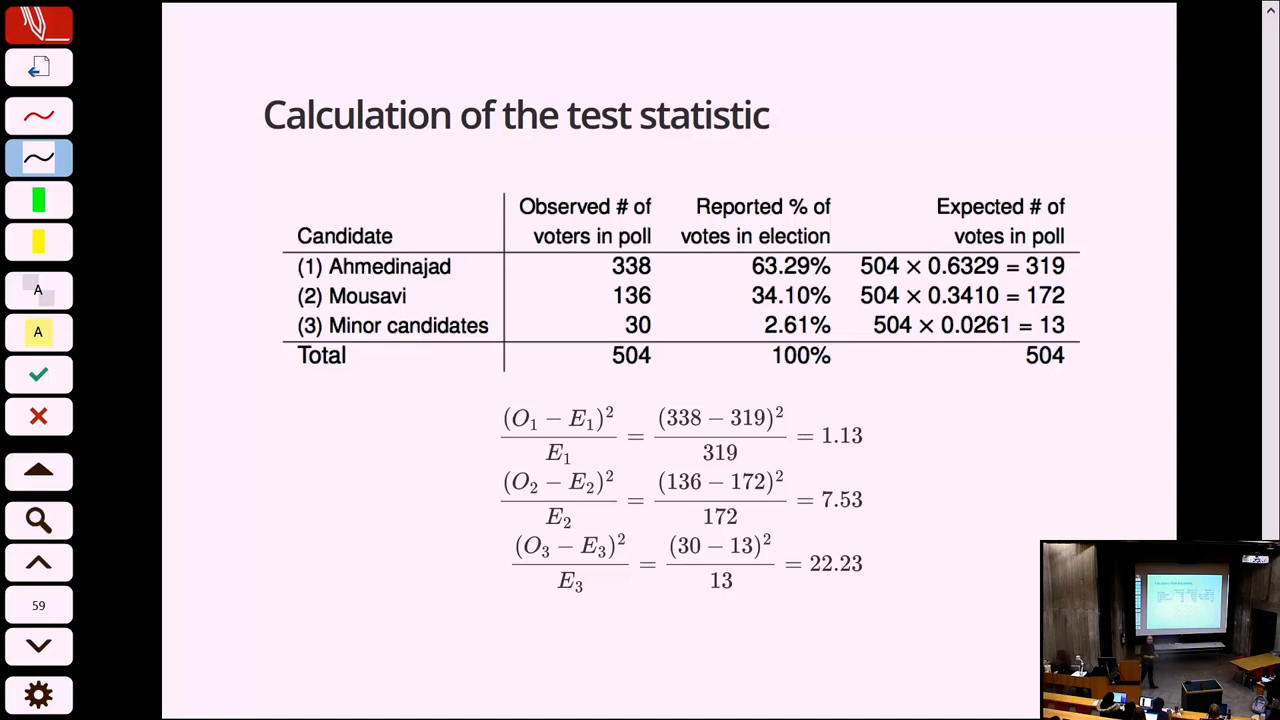 Calculation of the test statistic
Observed # of Reported % of Expected # of
Candidate voters in poll votes in election votes in poll
(1) Ahmedinajad 338 63.29% 504 × 0.6329 = 319
(2) Mousavi 136 34.10% 504 × 0.3410 = 172
(3) Minor candidates 30 2.61% 504 × 0.0261 = 13
Total 504 100% 504
(O₁ − E₁)² / E₁ = (338 − 319)² / 319 = 1.13
(O₂ − E₂)² / E₂ = (136 − 172)² / 172 = 7.53
(O₃ − E₃)² / E₃ = (30 − 13)² / 13 = 22.23
A
A
59